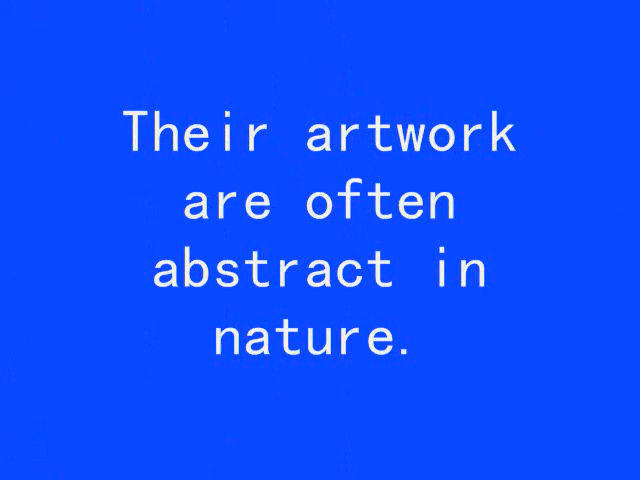 Their artwork
are often
abstract in
nature.